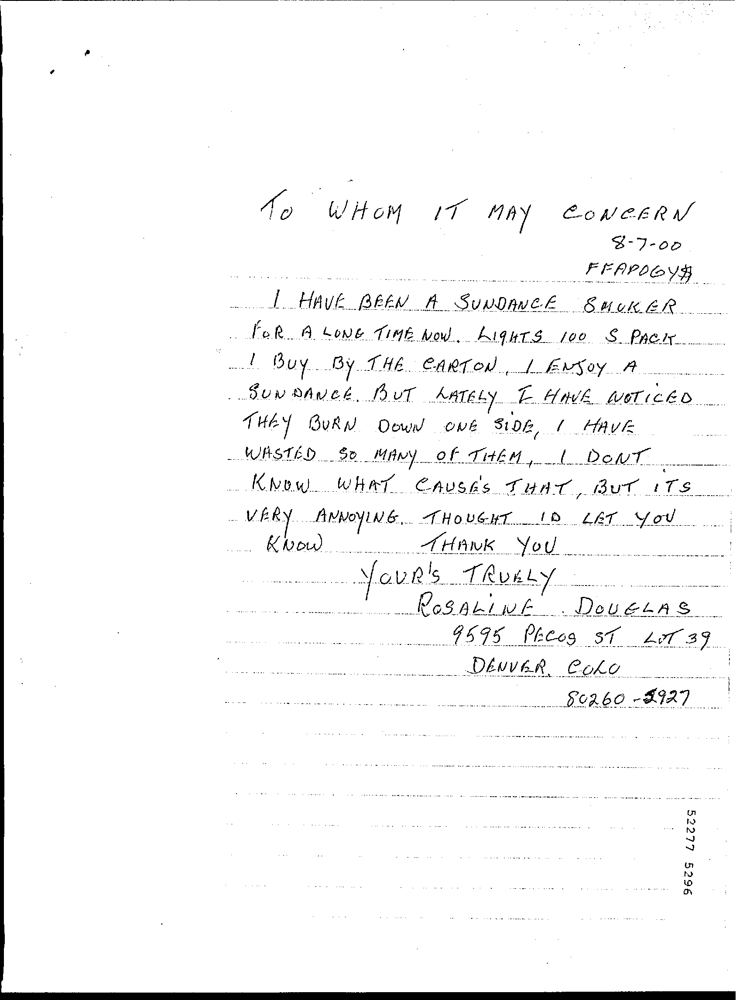 TO WHOM IT MAY CONCERN
8-7-00
I HAVE BEEN A SUNDANCE SMOKER
FOR A LONG TIME NOW. LIGHTS 100 S PACK
I BUY BY THE CARTON, I ENJOY A
SUNDANCE. BUT LATELY I HAVE NOTICED
THEY BURN DOWN ONE SIDE, I HAVE
WASTED SO MANY OF THEM, I DONT
KNOW WHAT CAUSE'S THAT, BUT ITS
VERY ANNOYING. THOUGHT ID LET YOU
KNOW THANK YOU
YOUR'S TRUELY
ROSALINE DOUGLAS
9595 PECOS ST LOT 39
DENVER, COLO
80260-
52277 5296